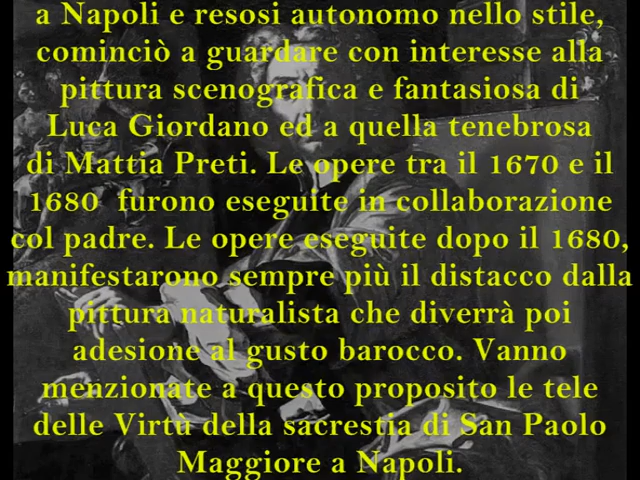 a Napoli e resosi autonomo nello stile,
cominciò a guardare con interesse alla
pittura scenografica e fantasiosa di
Luca Giordano ed a quella tenebrosa
di Mattia Preti. Le opere tra il 1670 e il
1680 furono eseguite in collaborazione
col padre. Le opere eseguite dopo il 1680,
manifestarono sempre più il distacco dalla
pittura naturalista che diverrà poi
adesione al gusto barocco. Vanno
menzionate a questo proposito le tele
delle Virtù della sacrestia di San Paolo
Maggiore a Napoli.